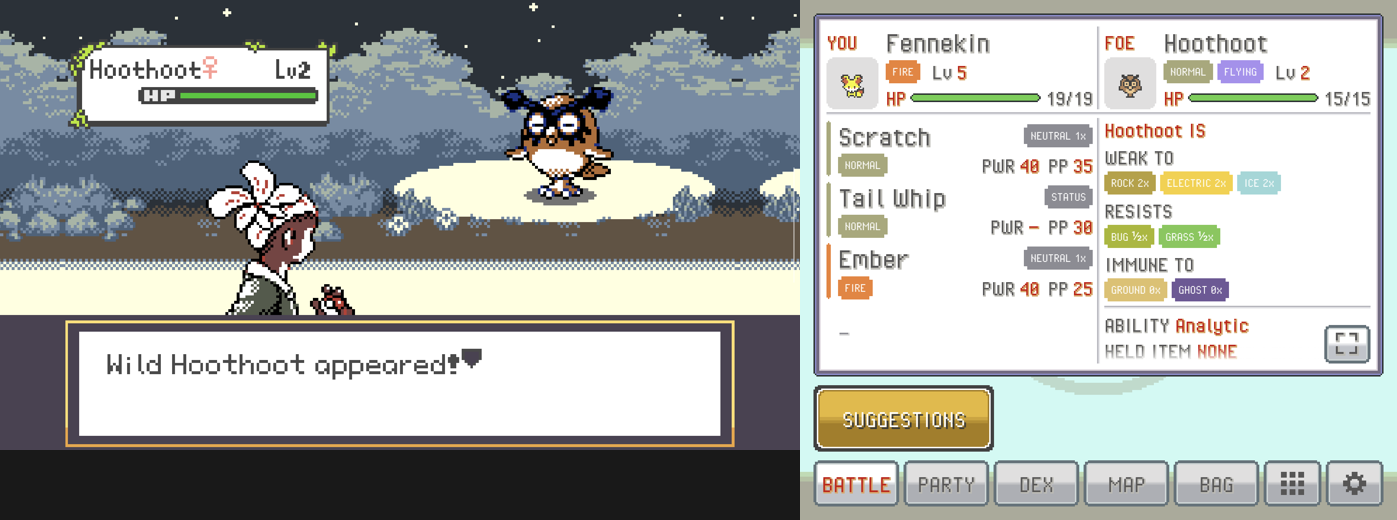 Hoothoot♀ Lv2
HP
Wild Hoothoot appeared!
YOU Fennekin
FIRE Lv 5
HP 19/19
FOE Hoothoot
NORMAL FLYING Lv 2
HP 15/15
Scratch NEUTRAL 1x
NORMAL PWR 40 PP 35
Tail Whip STATUS
NORMAL PWR – PP 30
Ember NEUTRAL 1x
FIRE PWR 40 PP 25
–
Hoothoot IS
WEAK TO
ROCK 2x ELECTRIC 2x ICE 2x
RESISTS
BUG ½x GRASS ½x
IMMUNE TO
GROUND 0x GHOST 0x
ABILITY Analytic
HELD ITEM NONE
SUGGESTIONS
BATTLE PARTY DEX MAP BAG